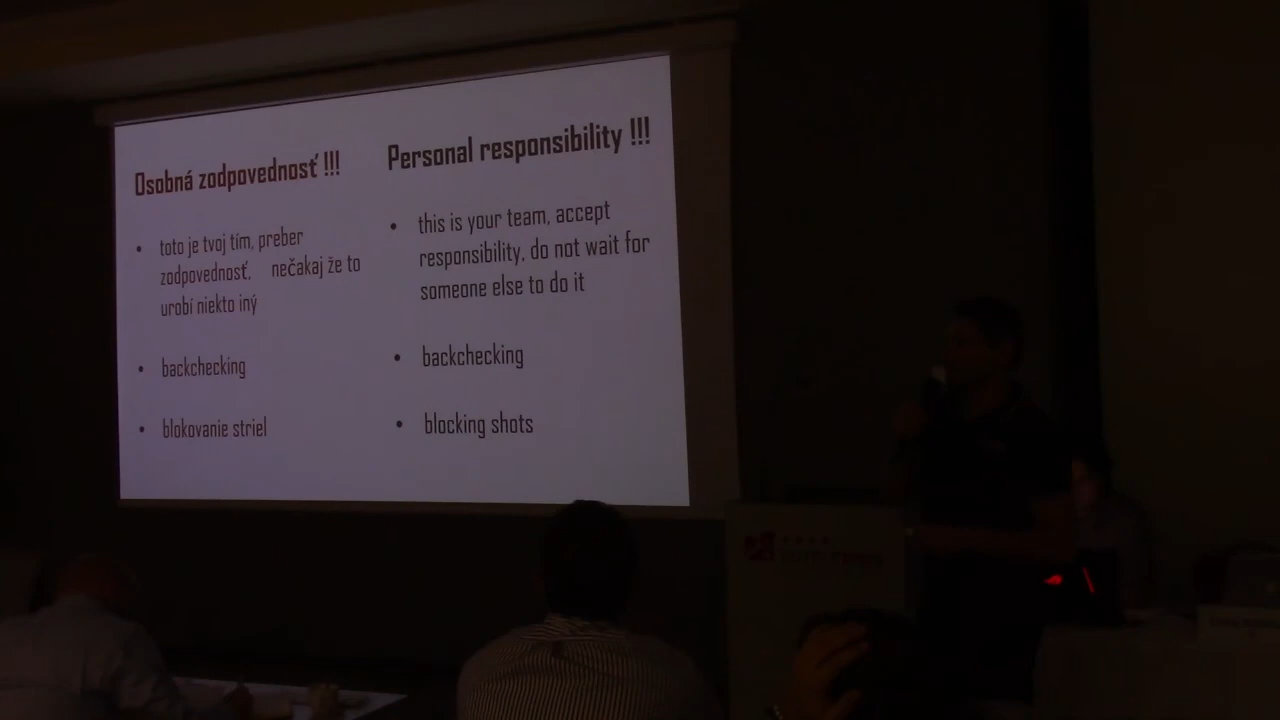 Osobná zodpovednosť !!!
• toto je tvoj tím, preber
zodpovednosť, nečakaj že to
urobí niekto iný
• backchecking
• blokovanie striel
Personal responsibility !!!
• this is your team, accept
responsibility, do not wait for
someone else to do it
• backchecking
• blocking shots